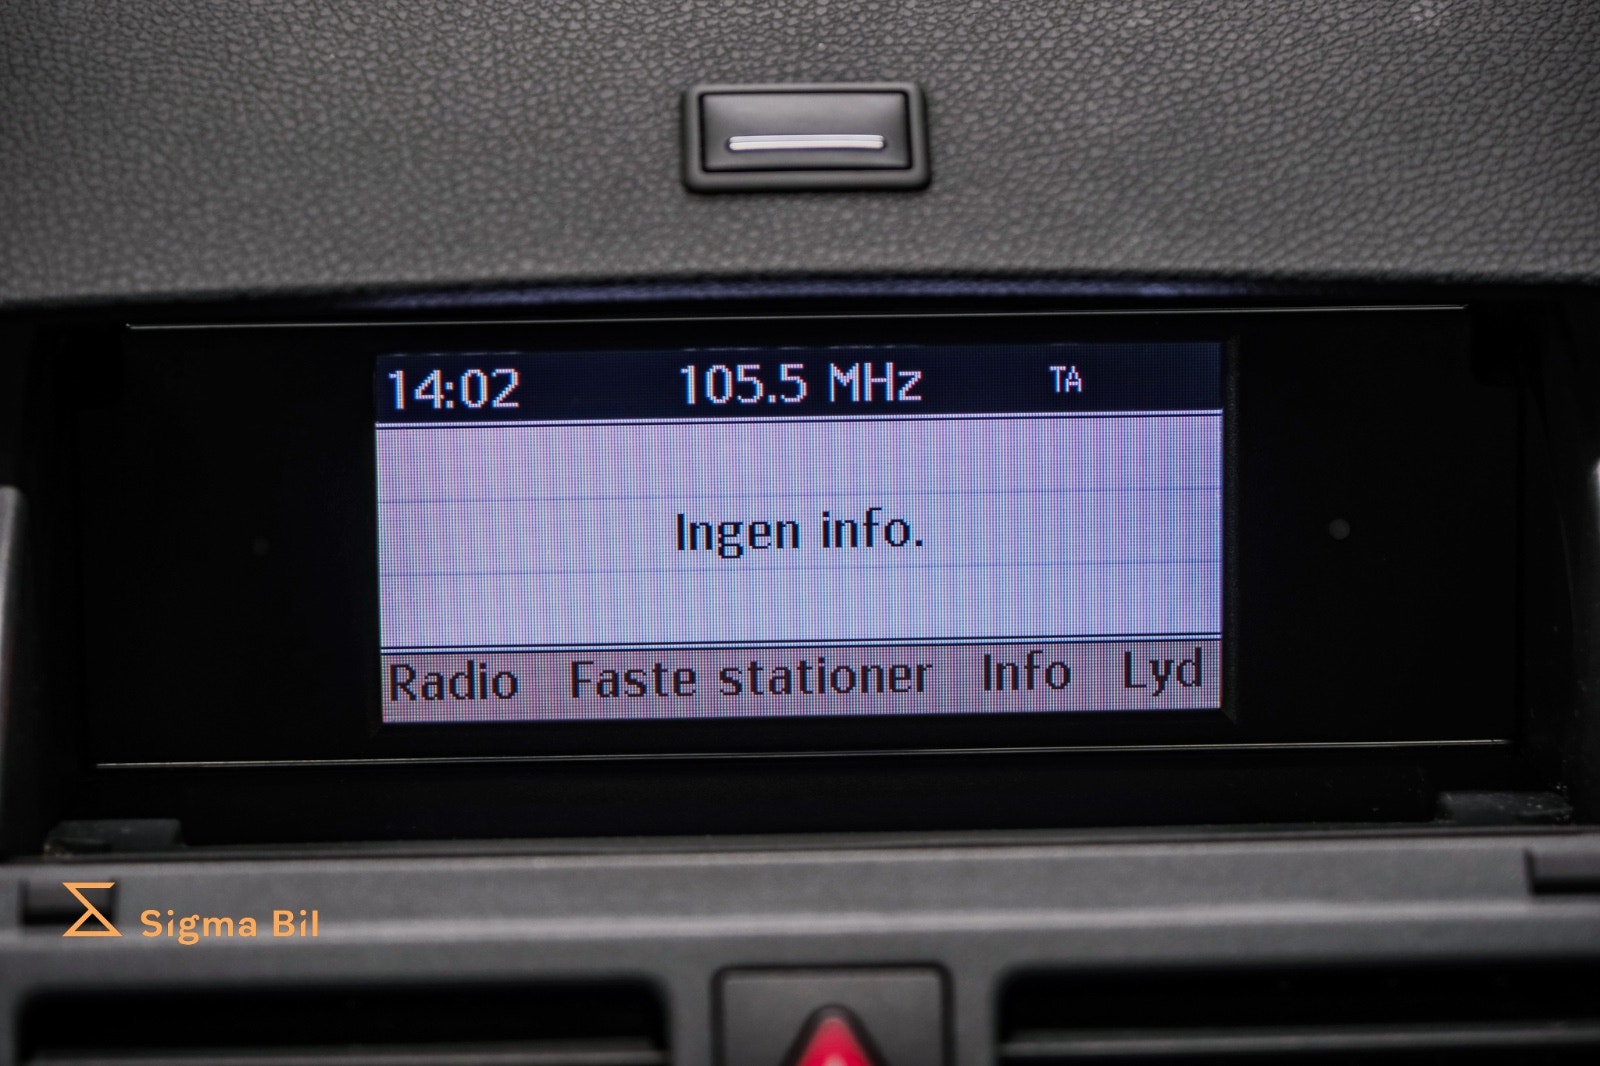 14:02 105.5 MHz TA
Ingen info.
Radio Faste stationer Info Lyd
Sigma Bil